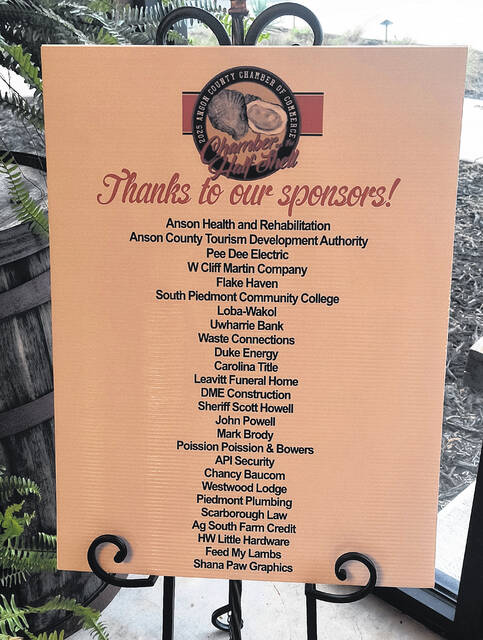 2025 ANSON COUNTY CHAMBER OF COMMERCE
Chamber
Half Shell
Thanks to our sponsors!
Anson Health and Rehabilitation
Anson County Tourism Development Authority
Pee Dee Electric
W Cliff Martin Company
Flake Haven
South Piedmont Community College
Loba-Wakol
Uwharrie Bank
Waste Connections
Duke Energy
Carolina Title
Leavitt Funeral Home
DME Construction
Sheriff Scott Howell
John Powell
Mark Brody
Poission Poission & Bowers
API Security
Chancy Baucom
Westwood Lodge
Piedmont Plumbing
Scarborough Law
Ag South Farm Credit
HW Little Hardware
Feed My Lambs
Shana Paw Graphics